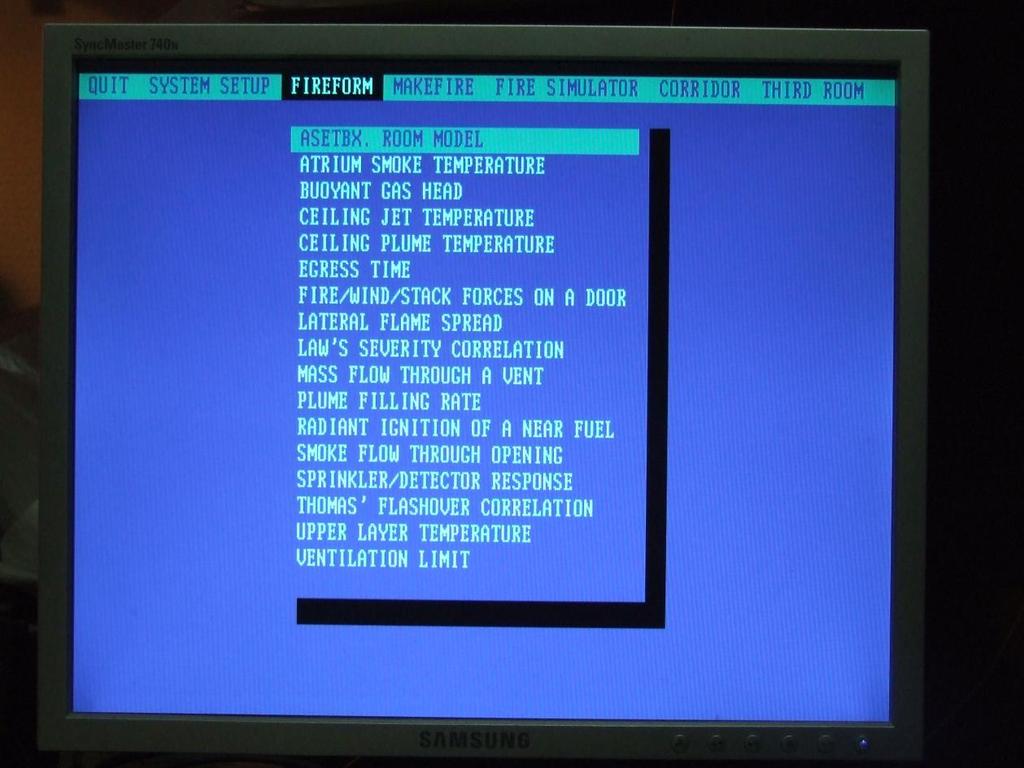 SyncMaster 740N
QUIT SYSTEM SETUP FIREFORM MAKEFIRE FIRE SIMULATOR CORRIDOR THIRD ROOM
ASETBX. ROOM MODEL
ATRIUM SMOKE TEMPERATURE
BUOYANT GAS HEAD
CEILING JET TEMPERATURE
CEILING PLUME TEMPERATURE
EGRESS TIME
FIRE/WIND/STACK FORCES ON A DOOR
LATERAL FLAME SPREAD
LAW'S SEVERITY CORRELATION
MASS FLOW THROUGH A VENT
PLUME FILLING RATE
RADIANT IGNITION OF A NEAR FUEL
SMOKE FLOW THROUGH OPENING
SPRINKLER/DETECTOR RESPONSE
THOMAS' FLASHOVER CORRELATION
UPPER LAYER TEMPERATURE
VENTILATION LIMIT
SAMSUNG